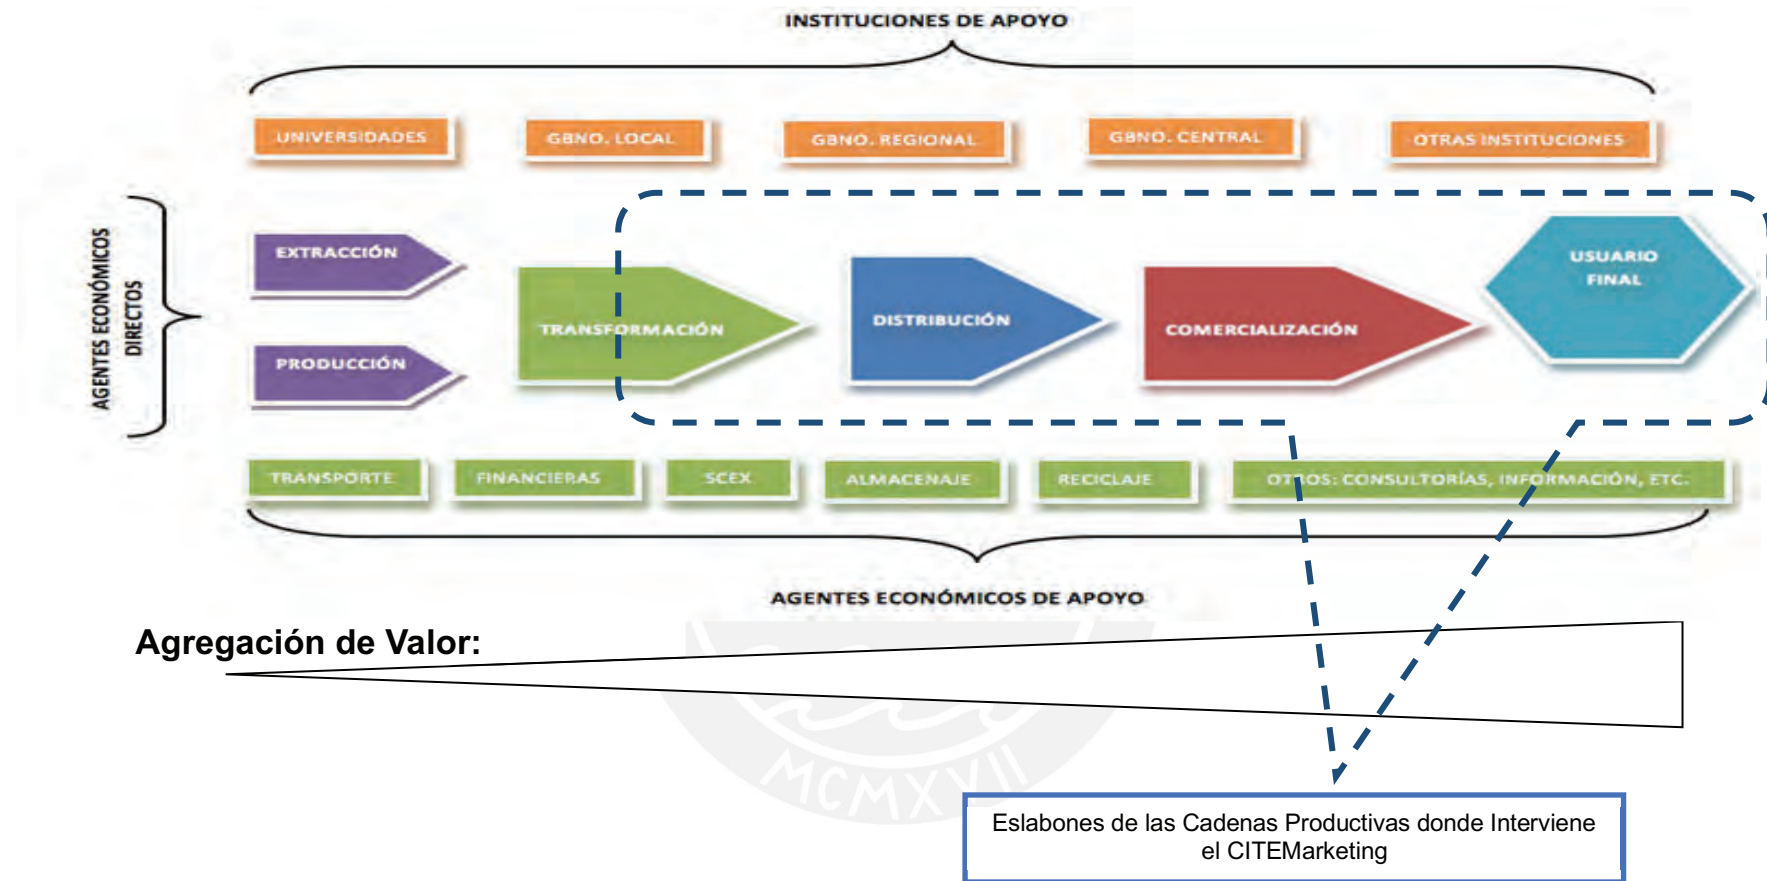 INSTITUCIONES DE APOYO
UNIVERSIDADES
GBNO. LOCAL
GBNO. REGIONAL
GBNO. CENTRAL
OTRAS INSTITUCIONES
AGENTES ECONÓMICOS
DIRECTOS
EXTRACCIÓN
PRODUCCIÓN
TRANSFORMACIÓN
DISTRIBUCIÓN
COMERCIALIZACIÓN
USUARIO
FINAL
TRANSPORTE
FINANCIERAS
SCEX
ALMACENAJE
RECICLAJE
OTROS: CONSULTORÍAS, INFORMACIÓN, ETC.
AGENTES ECONÓMICOS DE APOYO
Agregación de Valor:
MCMXVII
Eslabones de las Cadenas Productivas donde Interviene
el CITEMarketing